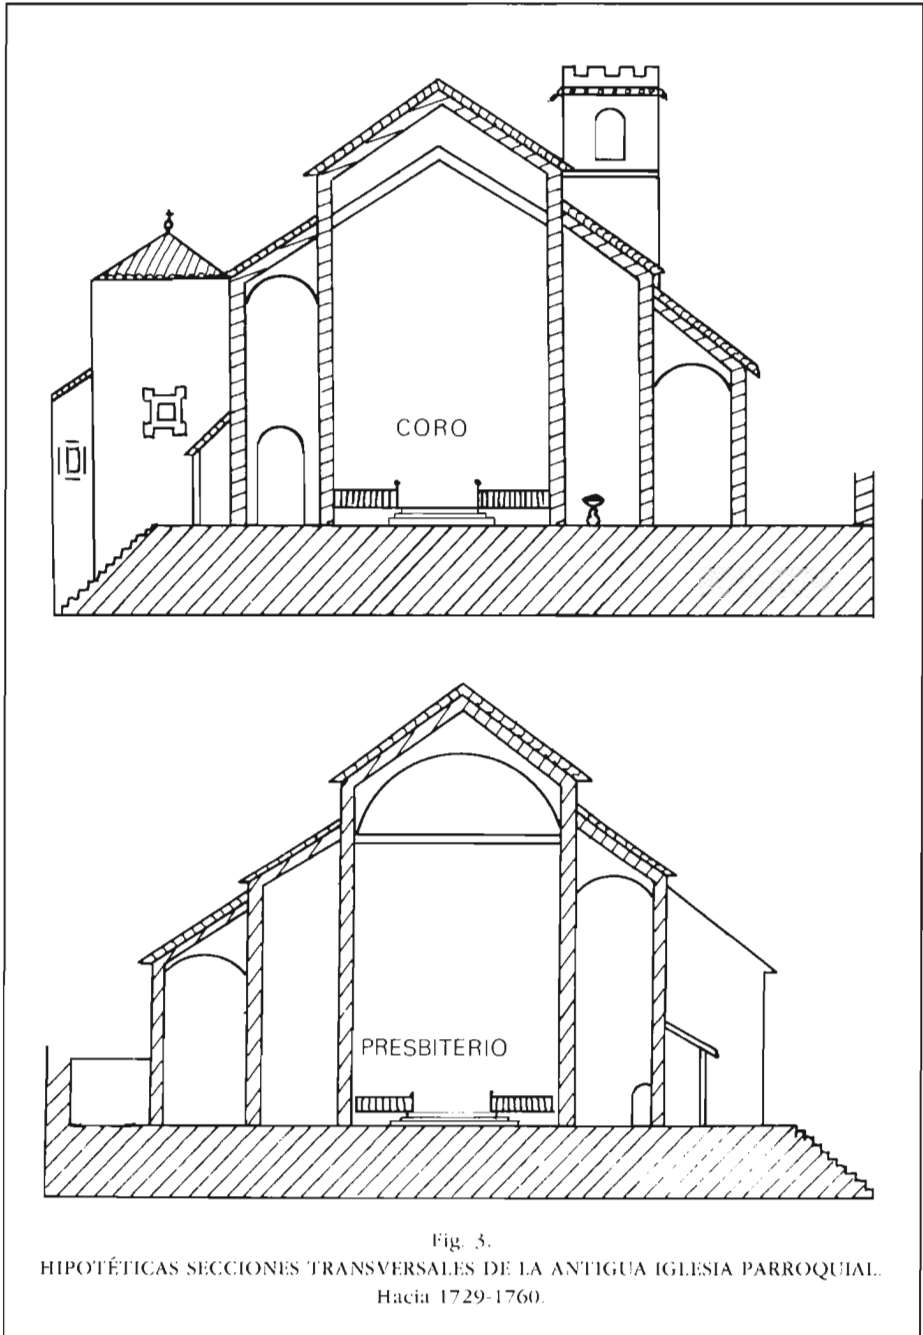 CORO
PRESBITERIO
Fig. 3.
HIPOTÉTICAS SECCIONES TRANSVERSALES DE LA ANTIGUA IGLESIA PARROQUIAL.
Hacia 1729-1760.